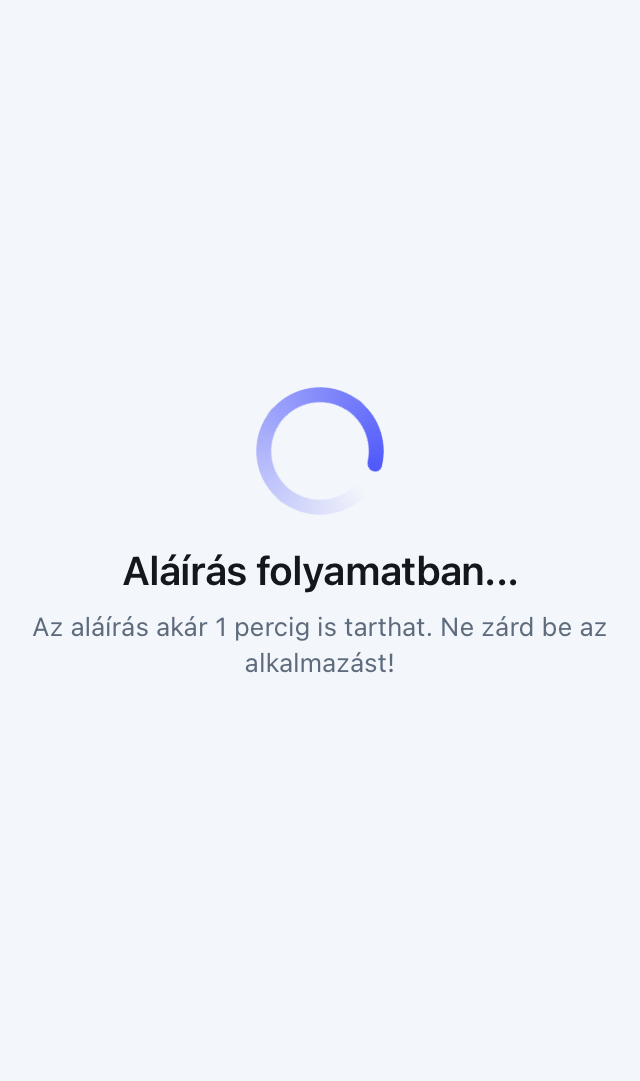 Aláírás folyamatban...
Az aláírás akár 1 percig is tarthat. Ne zárd be az
alkalmazást!